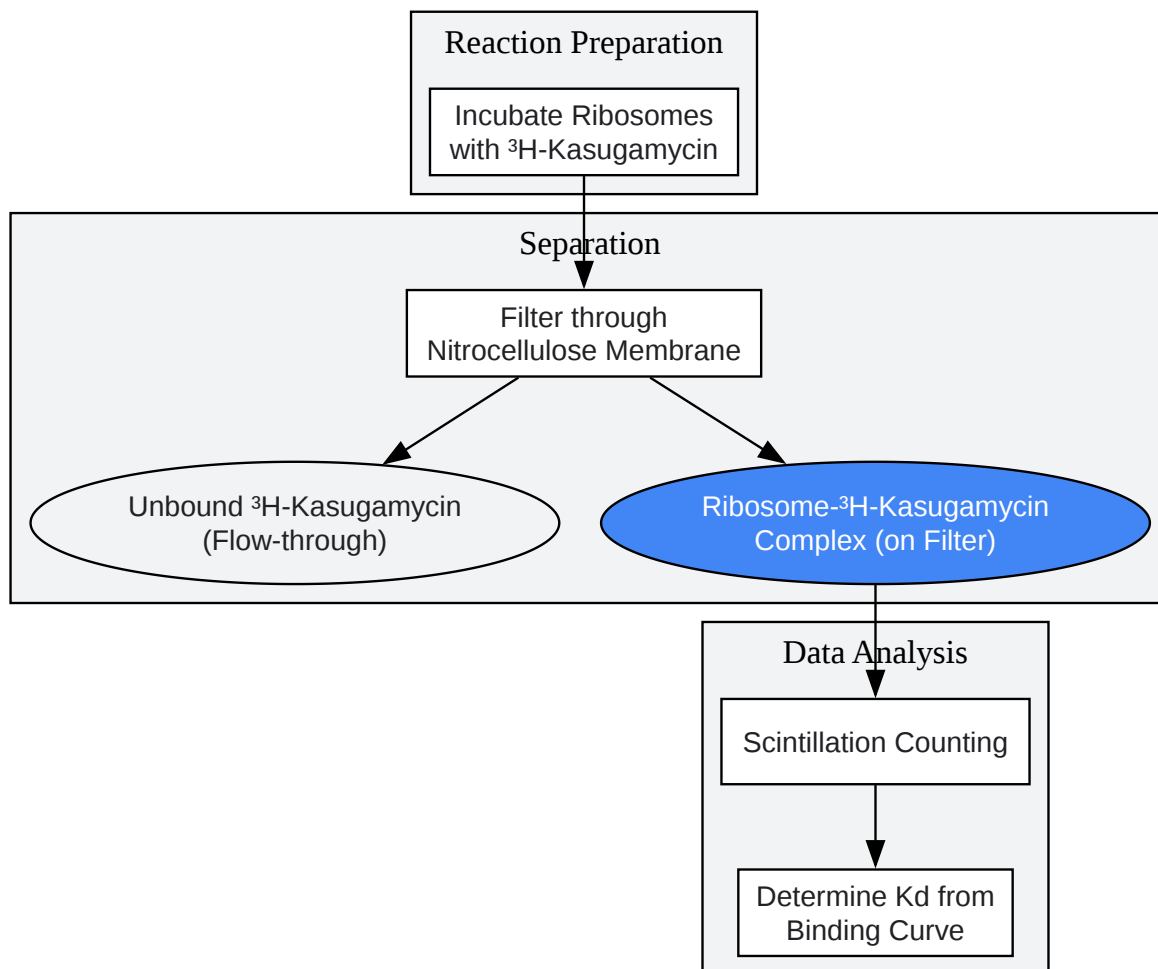 Reaction Preparation
Incubate Ribosomes
with ³H-Kasugamycin
Separation
Filter through
Nitrocellulose Membrane
Unbound ³H-Kasugamycin
(Flow-through)
Ribosome-³H-Kasugamycin
Complex (on Filter)
Data Analysis
Scintillation Counting
Determine Kd from
Binding Curve